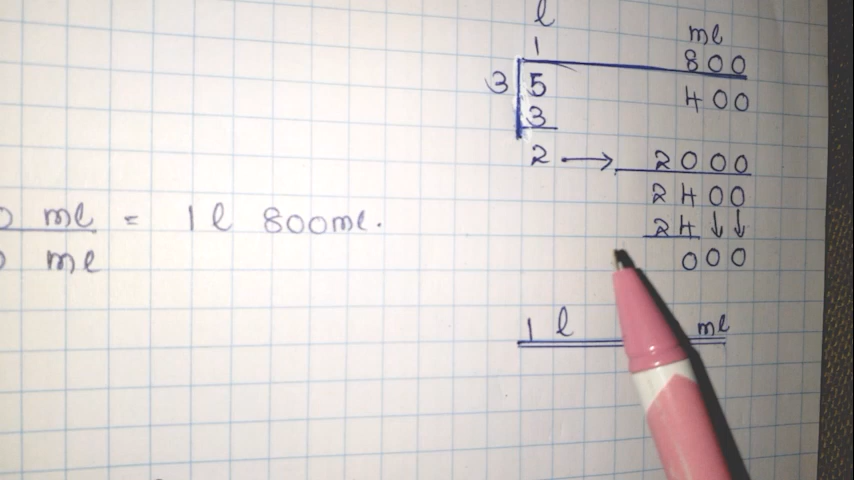 l
1 ml
800
3 5 400
3
2 → 2000
2400
ml = 1 l 800ml. 24↓↓
ml 000
1 l ml